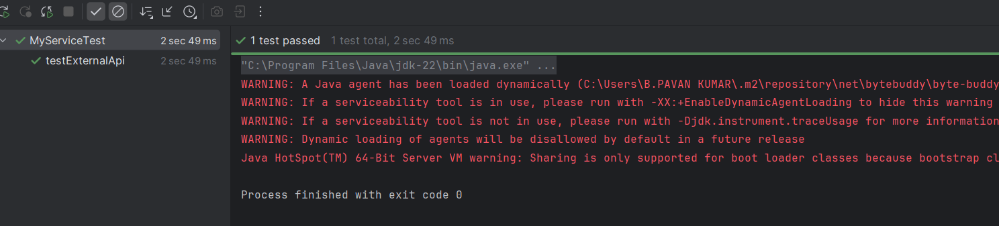 MyServiceTest 2 sec 49 ms
testExternalApi 2 sec 49 ms
1 test passed 1 test total, 2 sec 49 ms
"C:\Program Files\Java\jdk-22\bin\java.exe" ...
WARNING: A Java agent has been loaded dynamically (C:\Users\B.PAVAN KUMAR\.m2\repository\net\bytebuddy\byte-buddy
WARNING: If a serviceability tool is in use, please run with -XX:+EnableDynamicAgentLoading to hide this warning
WARNING: If a serviceability tool is not in use, please run with -Djdk.instrument.traceUsage for more information
WARNING: Dynamic loading of agents will be disallowed by default in a future release
Java HotSpot(TM) 64-Bit Server VM warning: Sharing is only supported for boot loader classes because bootstrap cl
Process finished with exit code 0